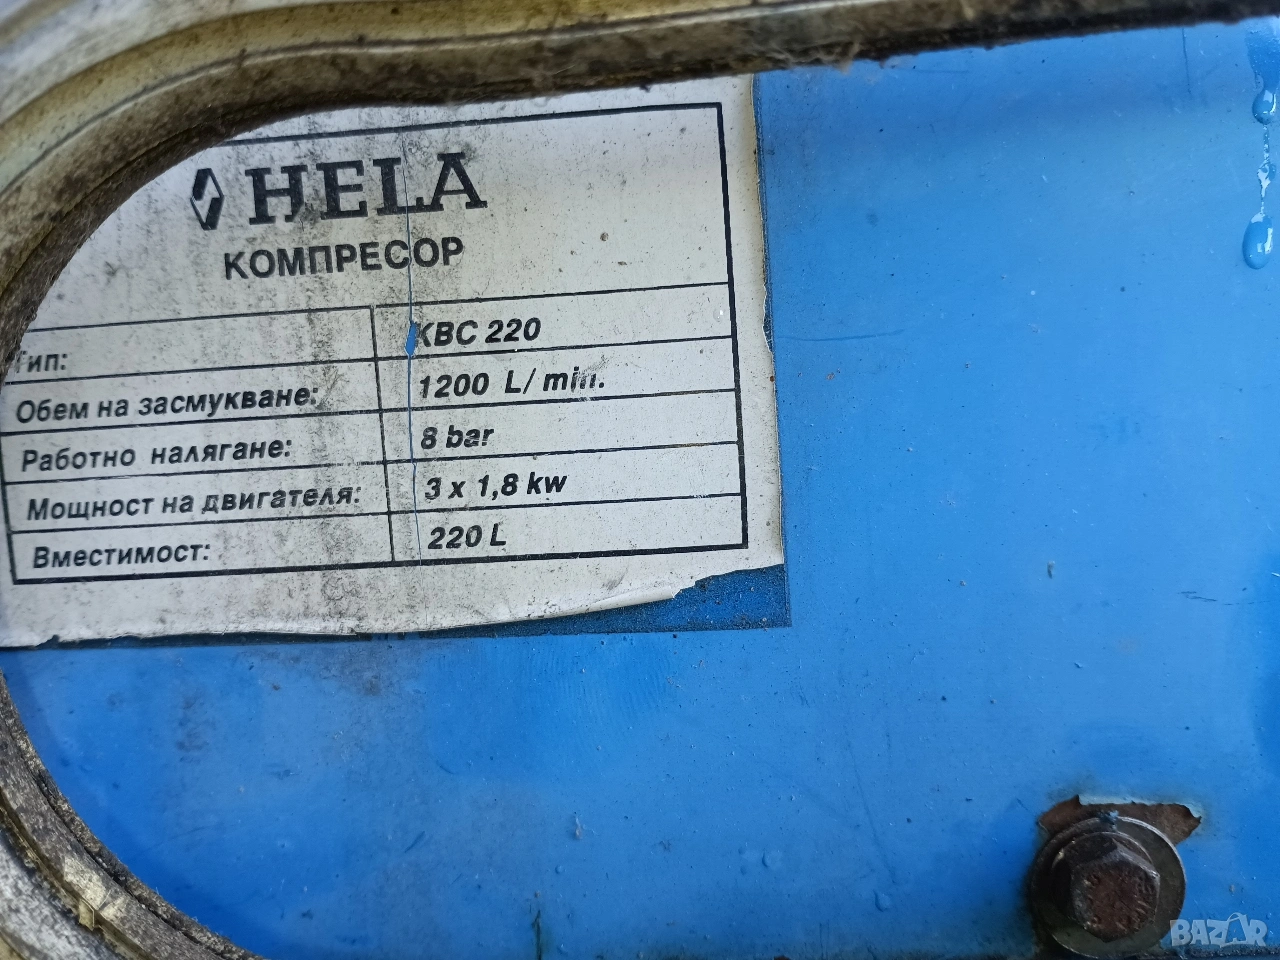 HELA
КОМПРЕСОР
Тип: КВС 220
Обем на засмукване: 1200 L/min.
Работно налягане: 8 bar
Мощност на двигателя: 3 x 1,8 kw
Вместимост: 220 L
BAZAR